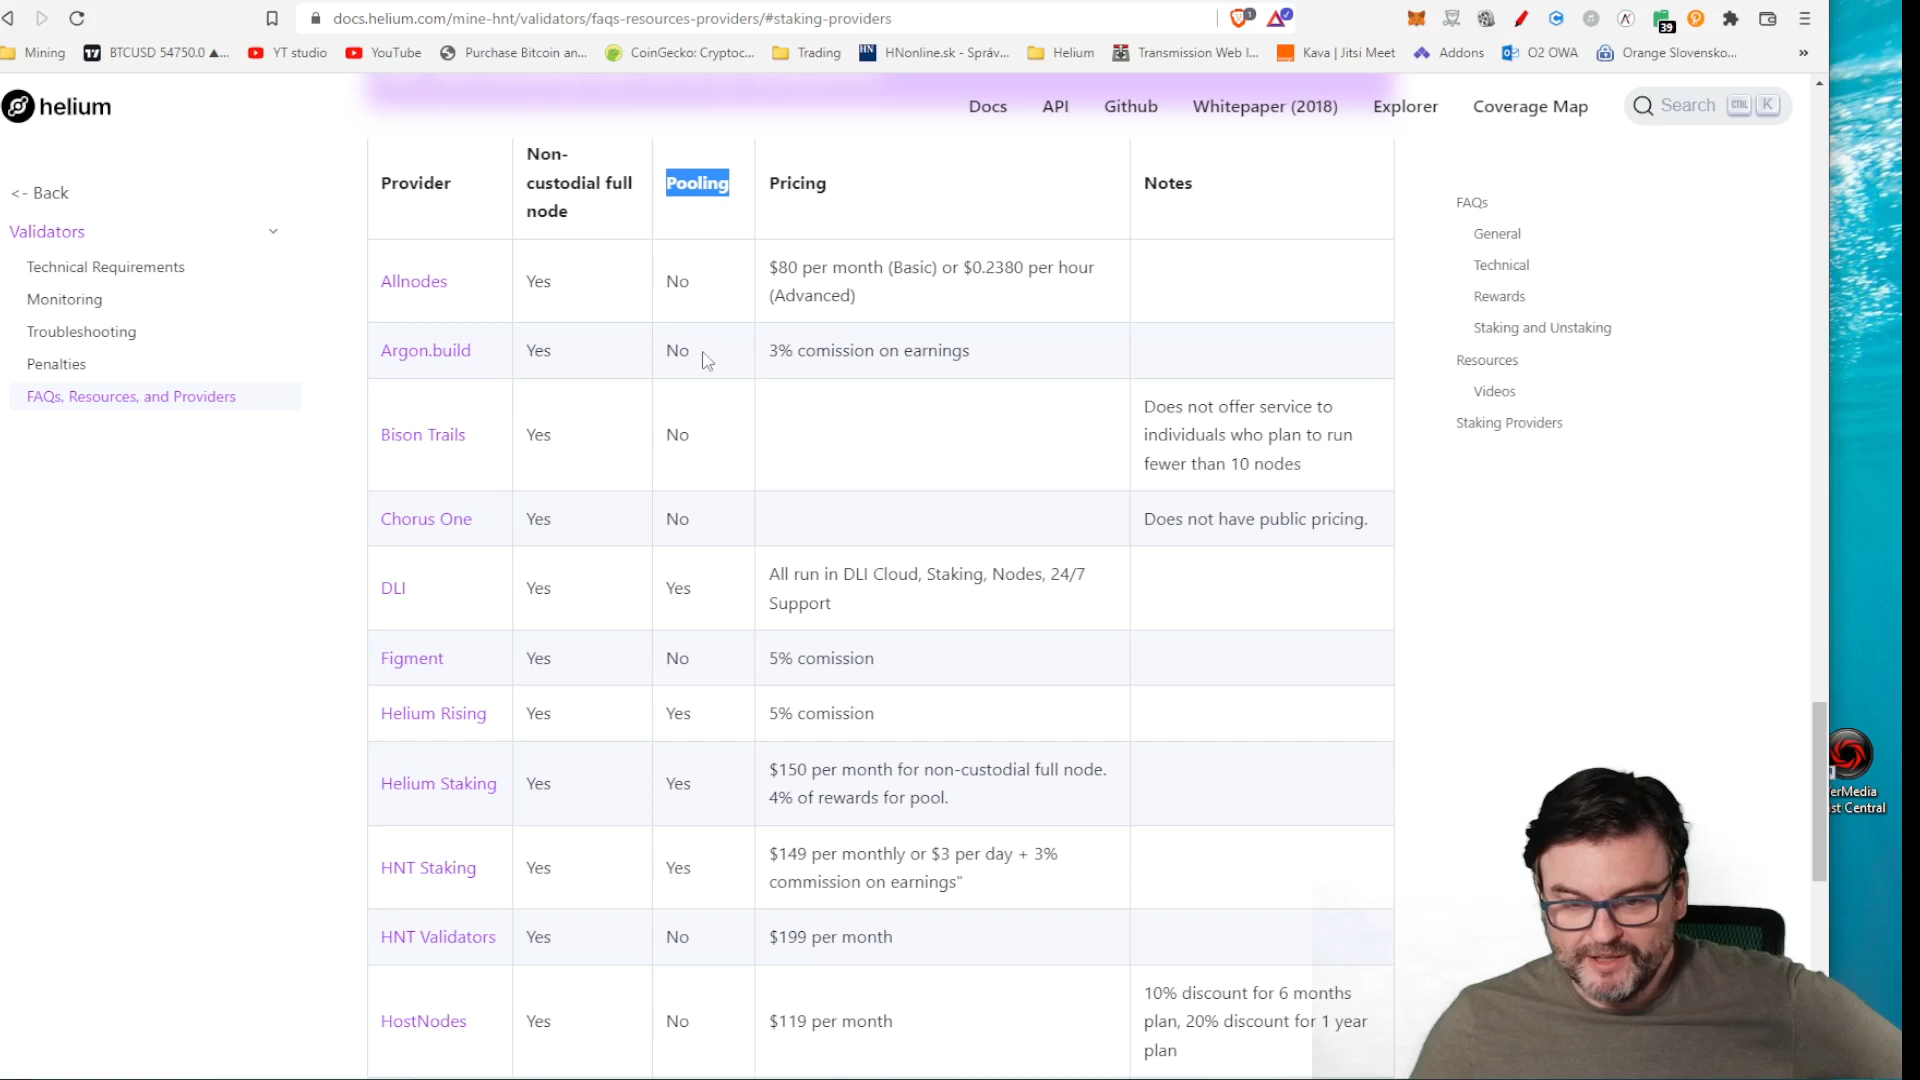 docs.helium.com/mine-hnt/validators/faqs-resources-providers/#staking-providers
1
39
Mining
BTCUSD 54750.0 ▲...
YT studio
YouTube
Purchase Bitcoin an...
CoinGecko: Cryptoc...
Trading
HN
HNonline.sk - Správ...
Helium
Transmission Web I...
Kava | Jitsi Meet
Addons
O2 OWA
Orange Slovensko...
»
helium
Docs
API
Github
Whitepaper (2018)
Explorer
Coverage Map
Search
CTRL
K
<- Back
Validators
Technical Requirements
Monitoring
Troubleshooting
Penalties
FAQs, Resources, and Providers
Provider
Non-
custodial full
node
Pooling
Pricing
Notes
Allnodes
Yes
No
$80 per month (Basic) or $0.2380 per hour
(Advanced)
Argon.build
Yes
No
3% comission on earnings
Bison Trails
Yes
No
Does not offer service to
individuals who plan to run
fewer than 10 nodes
Chorus One
Yes
No
Does not have public pricing.
DLI
Yes
Yes
All run in DLI Cloud, Staking, Nodes, 24/7
Support
Figment
Yes
No
5% comission
Helium Rising
Yes
Yes
5% comission
Helium Staking
Yes
Yes
$150 per month for non-custodial full node.
4% of rewards for pool.
HNT Staking
Yes
Yes
$149 per monthly or $3 per day + 3%
commission on earnings"
HNT Validators
Yes
No
$199 per month
HostNodes
Yes
No
$119 per month
10% discount for 6 months
plan, 20% discount for 1 year
plan
FAQs
General
Technical
Rewards
Staking and Unstaking
Resources
Videos
Staking Providers
erMedia
st Central